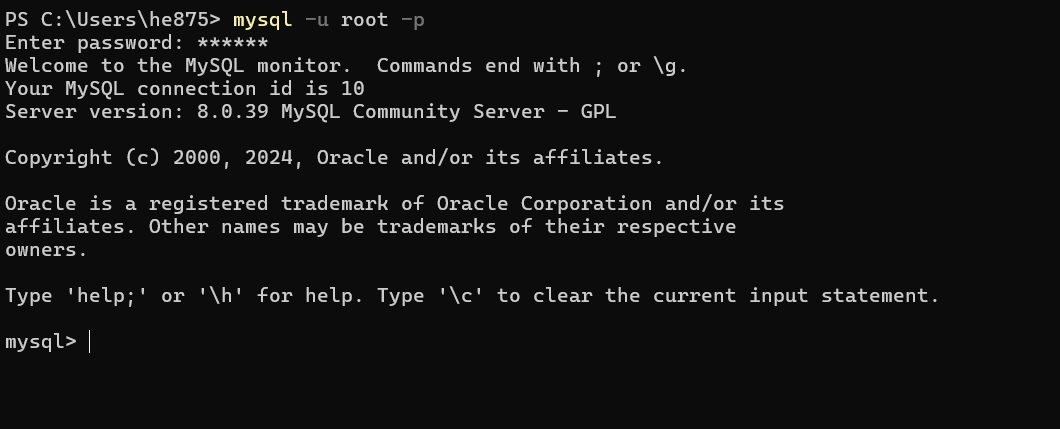 PS C:\Users\he875> mysql -u root -p
Enter password: ******
Welcome to the MySQL monitor.  Commands end with ; or \g.
Your MySQL connection id is 10
Server version: 8.0.39 MySQL Community Server - GPL

Copyright (c) 2000, 2024, Oracle and/or its affiliates.

Oracle is a registered trademark of Oracle Corporation and/or its
affiliates. Other names may be trademarks of their respective
owners.

Type 'help;' or '\h' for help. Type '\c' to clear the current input statement.

mysql>